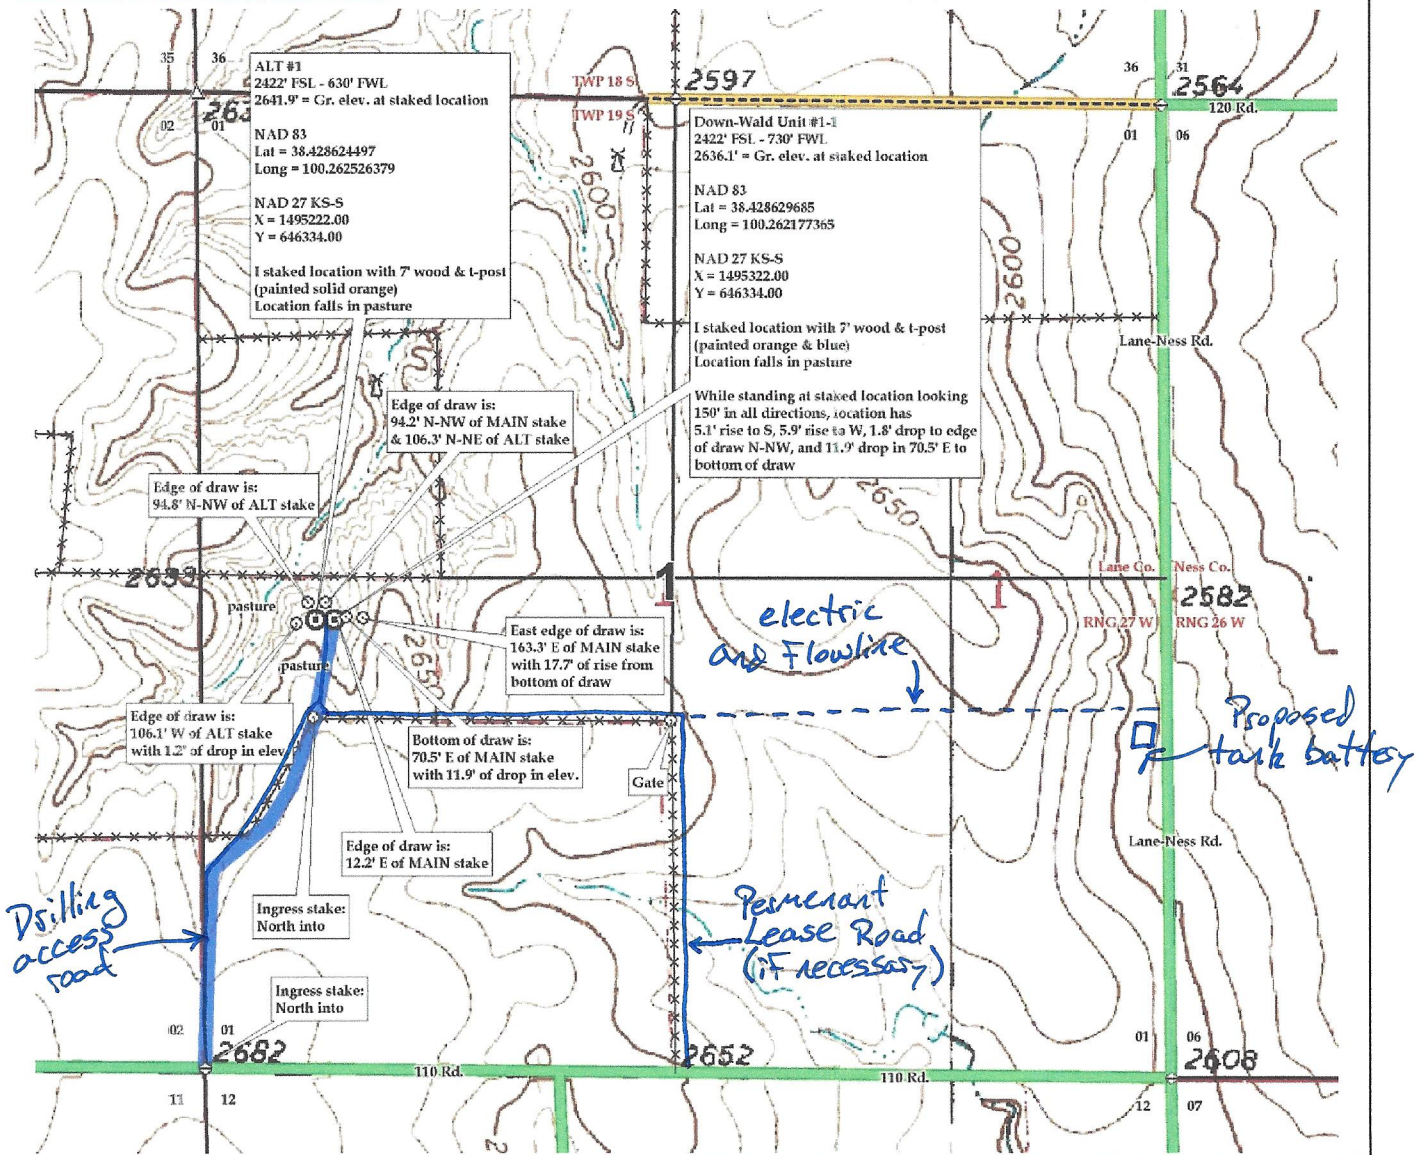 35
36
36
31
TWP 18 S
2597
2564
120 Rd.
02
01
TWP 19 S
01
06
ALT #1
2422' FSL - 630' FWL
2641.9' = Gr. elev. at staked location
NAD 83
Lat = 38.428624497
Long = 100.262526379
NAD 27 KS-S
X = 1495222.00
Y = 646334.00
I staked location with 7' wood & t-post
(painted solid orange)
Location falls in pasture
Down-Wald Unit #1-1
2422' FSL - 730' FWL
2636.1' = Gr. elev. at staked location
NAD 83
Lat = 38.428629685
Long = 100.262177365
NAD 27 KS-S
X = 1495322.00
Y = 646334.00
I staked location with 7' wood & t-post
(painted orange & blue)
Location falls in pasture
While standing at staked location looking
150' in all directions, location has
5.1' rise to S, 5.9' rise to W, 1.8' drop to edge
of draw N-NW, and 11.9' drop in 70.5' E to
bottom of draw
2600
2600
Lane-Ness Rd.
Edge of draw is:
94.2' N-NW of MAIN stake
& 106.3' N-NE of ALT stake
Edge of draw is:
94.8' N-NW of ALT stake
2650
Lane Co.
Ness Co.
1
1
2582
RNG 27 W
RNG 26 W
pasture
pasture
2650
electric
and Flowline
East edge of draw is:
163.3' E of MAIN stake
with 17.7' of rise from
bottom of draw
Edge of draw is:
106.1' W of ALT stake
with 1.2' of drop in elev
Bottom of draw is:
70.5' E of MAIN stake
with 11.9' of drop in elev.
Gate
Proposed
tank battery
Edge of draw is:
12.2' E of MAIN stake
Lane-Ness Rd.
Drilling
access
road
Ingress stake:
North into
Permenant
Lease Road
(if necessary)
Ingress stake:
North into
02
01
01
06
2682
2652
2608
110 Rd.
110 Rd.
11
12
12
07